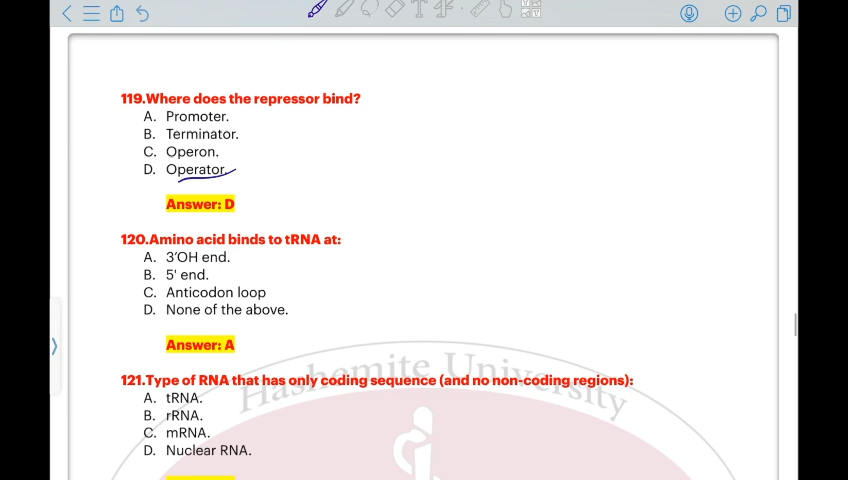 119.Where does the repressor bind?
A. Promoter.
B. Terminator.
C. Operon.
D. Operator.
Answer: D
120.Amino acid binds to tRNA at:
A. 3’OH end.
B. 5' end.
C. Anticodon loop
D. None of the above.
Answer: A
Hashemite University
121.Type of RNA that has only coding sequence (and no non-coding regions):
A. tRNA.
B. rRNA.
C. mRNA.
D. Nuclear RNA.